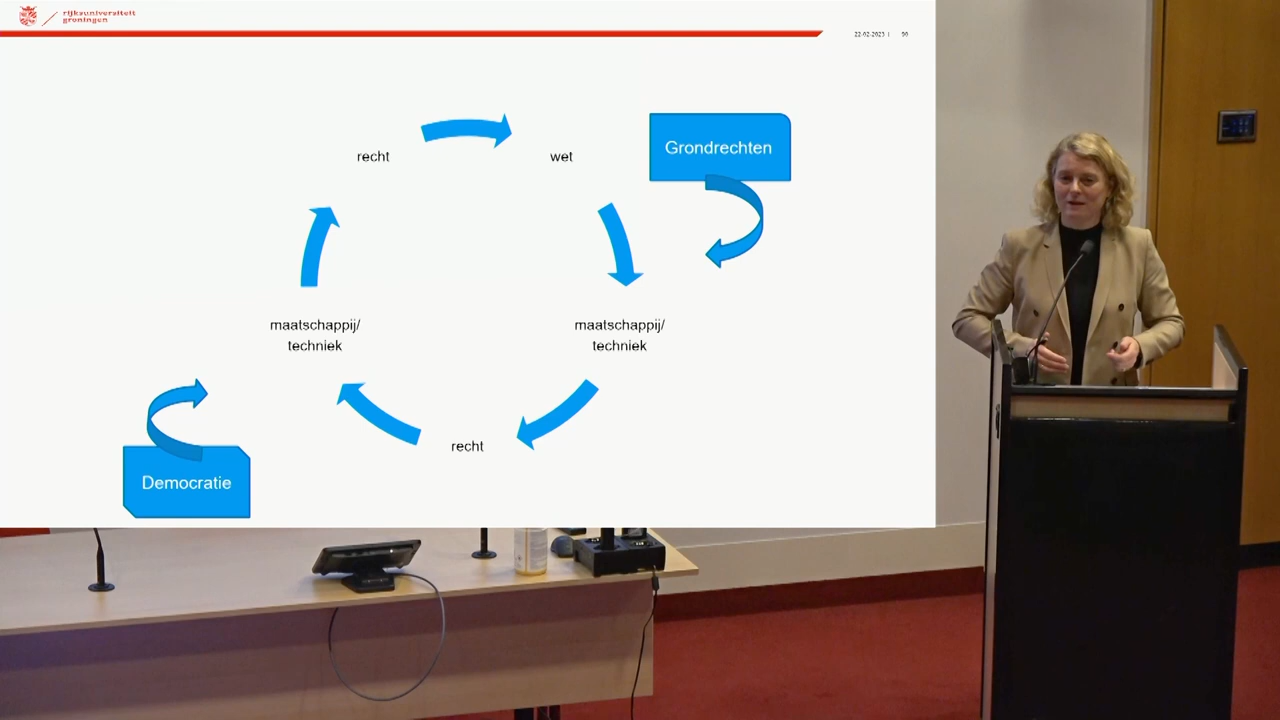 rijksuniversiteit
groningen
22-02-2023 |
recht
wet
Grondrechten
maatschappij/
techniek
maatschappij/
techniek
recht
Democratie